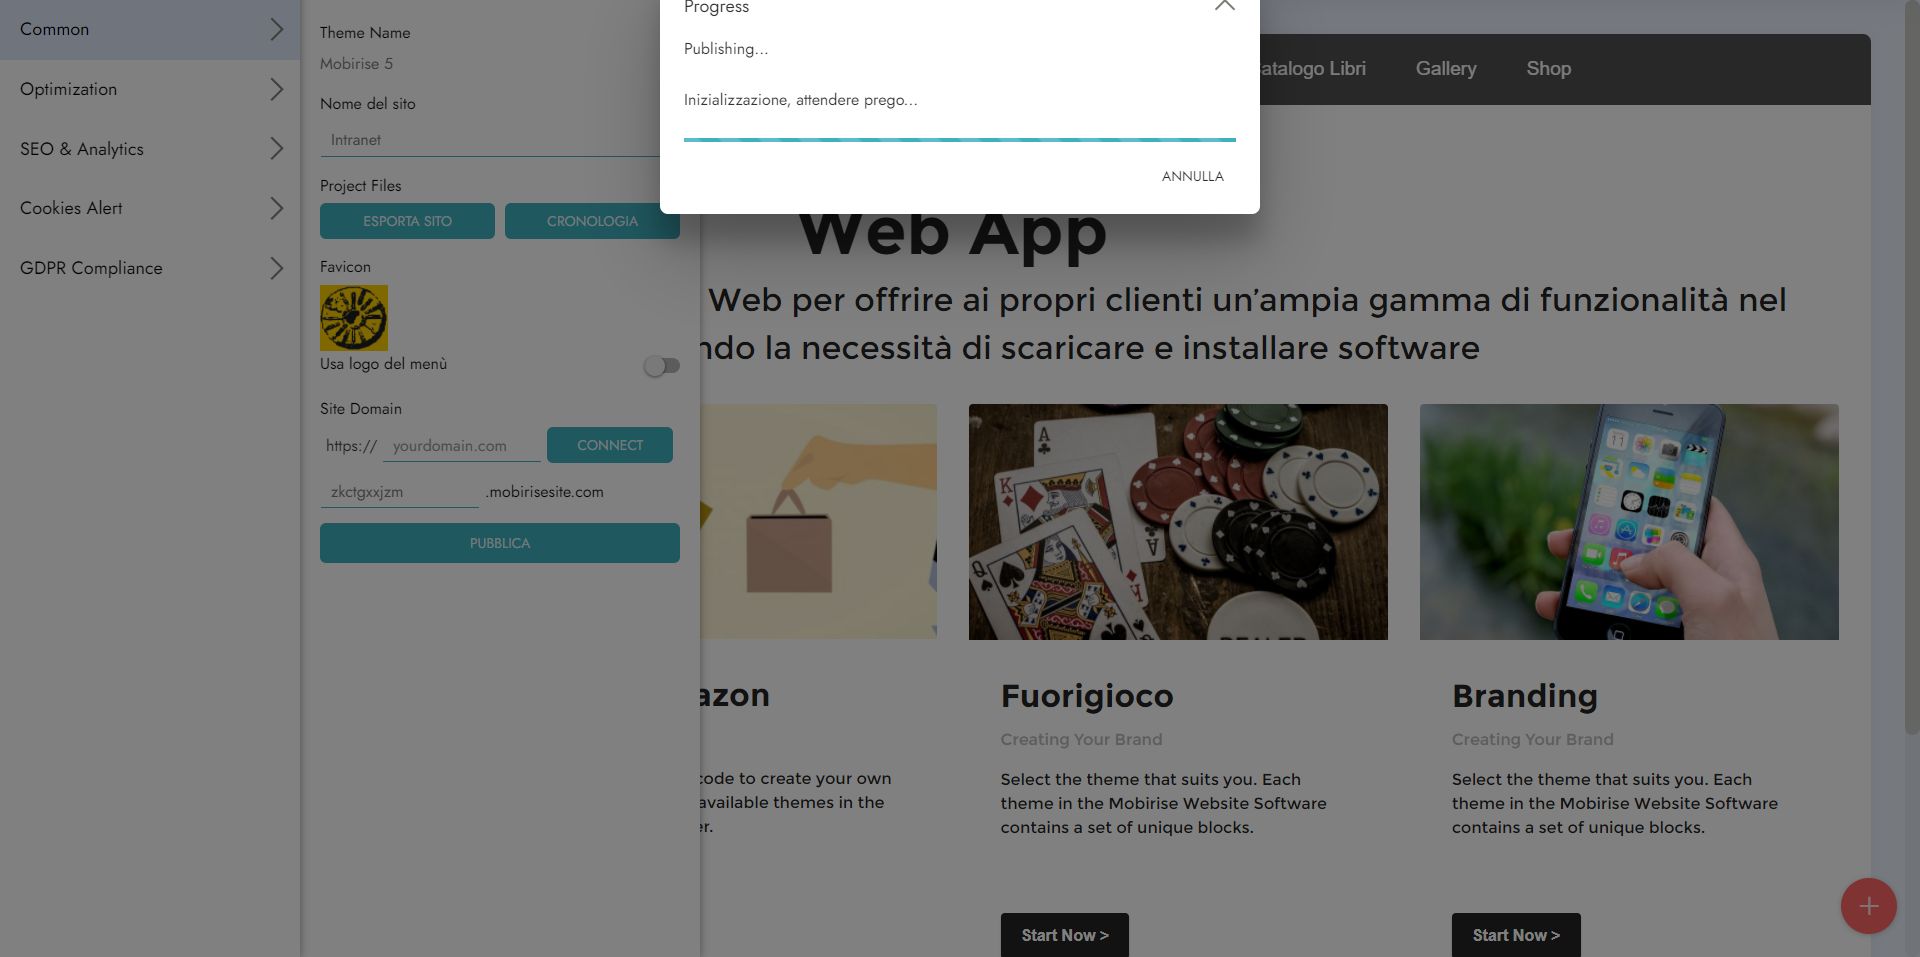 Common
Optimization
SEO & Analytics
Cookies Alert
GDPR Compliance
Theme Name
Mobirise 5
Nome del sito
Intranet
Project Files
ESPORTA SITO
CRONOLOGIA
Favicon
Usa logo del menù
Site Domain
https://
yourdomain.com
CONNECT
zkctgxxjzm
.mobirisesite.com
PUBBLICA
Progress
Publishing...
Inizializzazione, attendere prego...
ANNULLA
Libri
Gallery
Shop
Web App
Web per offrire ai propri clienti un'ampia gamma di funzionalità nel
la necessità di scaricare e installare software
Fuorigioco
Creating Your Brand
Select the theme that suits you. Each
theme in the Mobirise Website Software
contains a set of unique blocks.
Start Now >
Branding
Creating Your Brand
Select the theme that suits you. Each
theme in the Mobirise Website Software
contains a set of unique blocks.
Start Now >
code to create your own
available themes in the